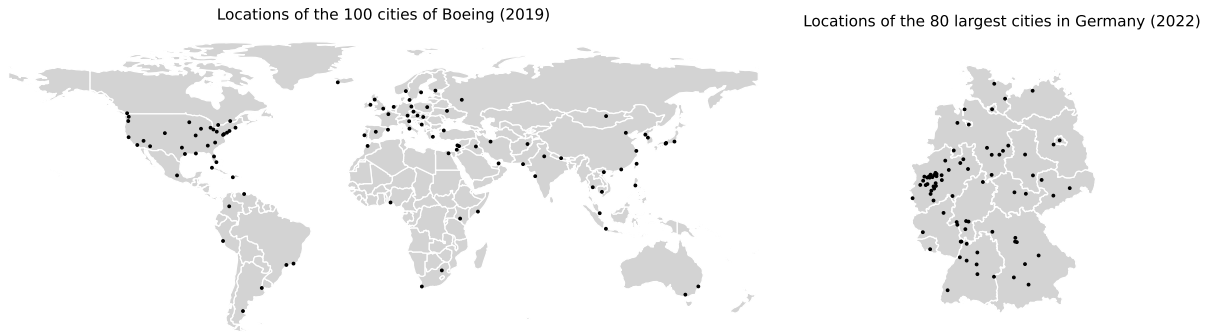 Locations of the 100 cities of Boeing (2019)
Locations of the 80 largest cities in Germany (2022)